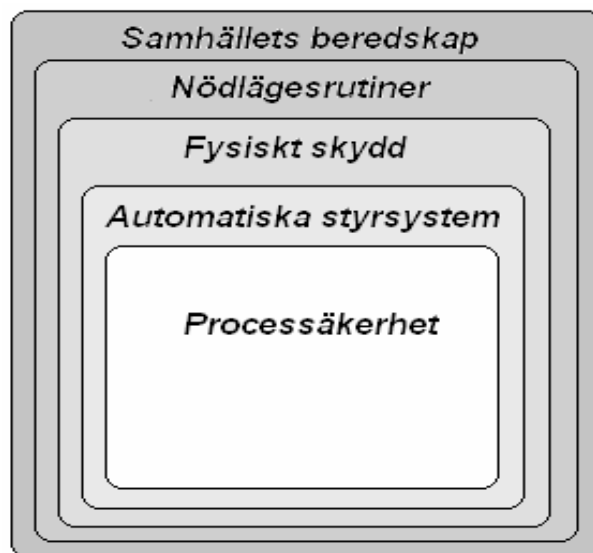 Samhällets beredskap
Nödlägesrutiner
Fysiskt skydd
Automatiska styrsystem
Processäkerhet